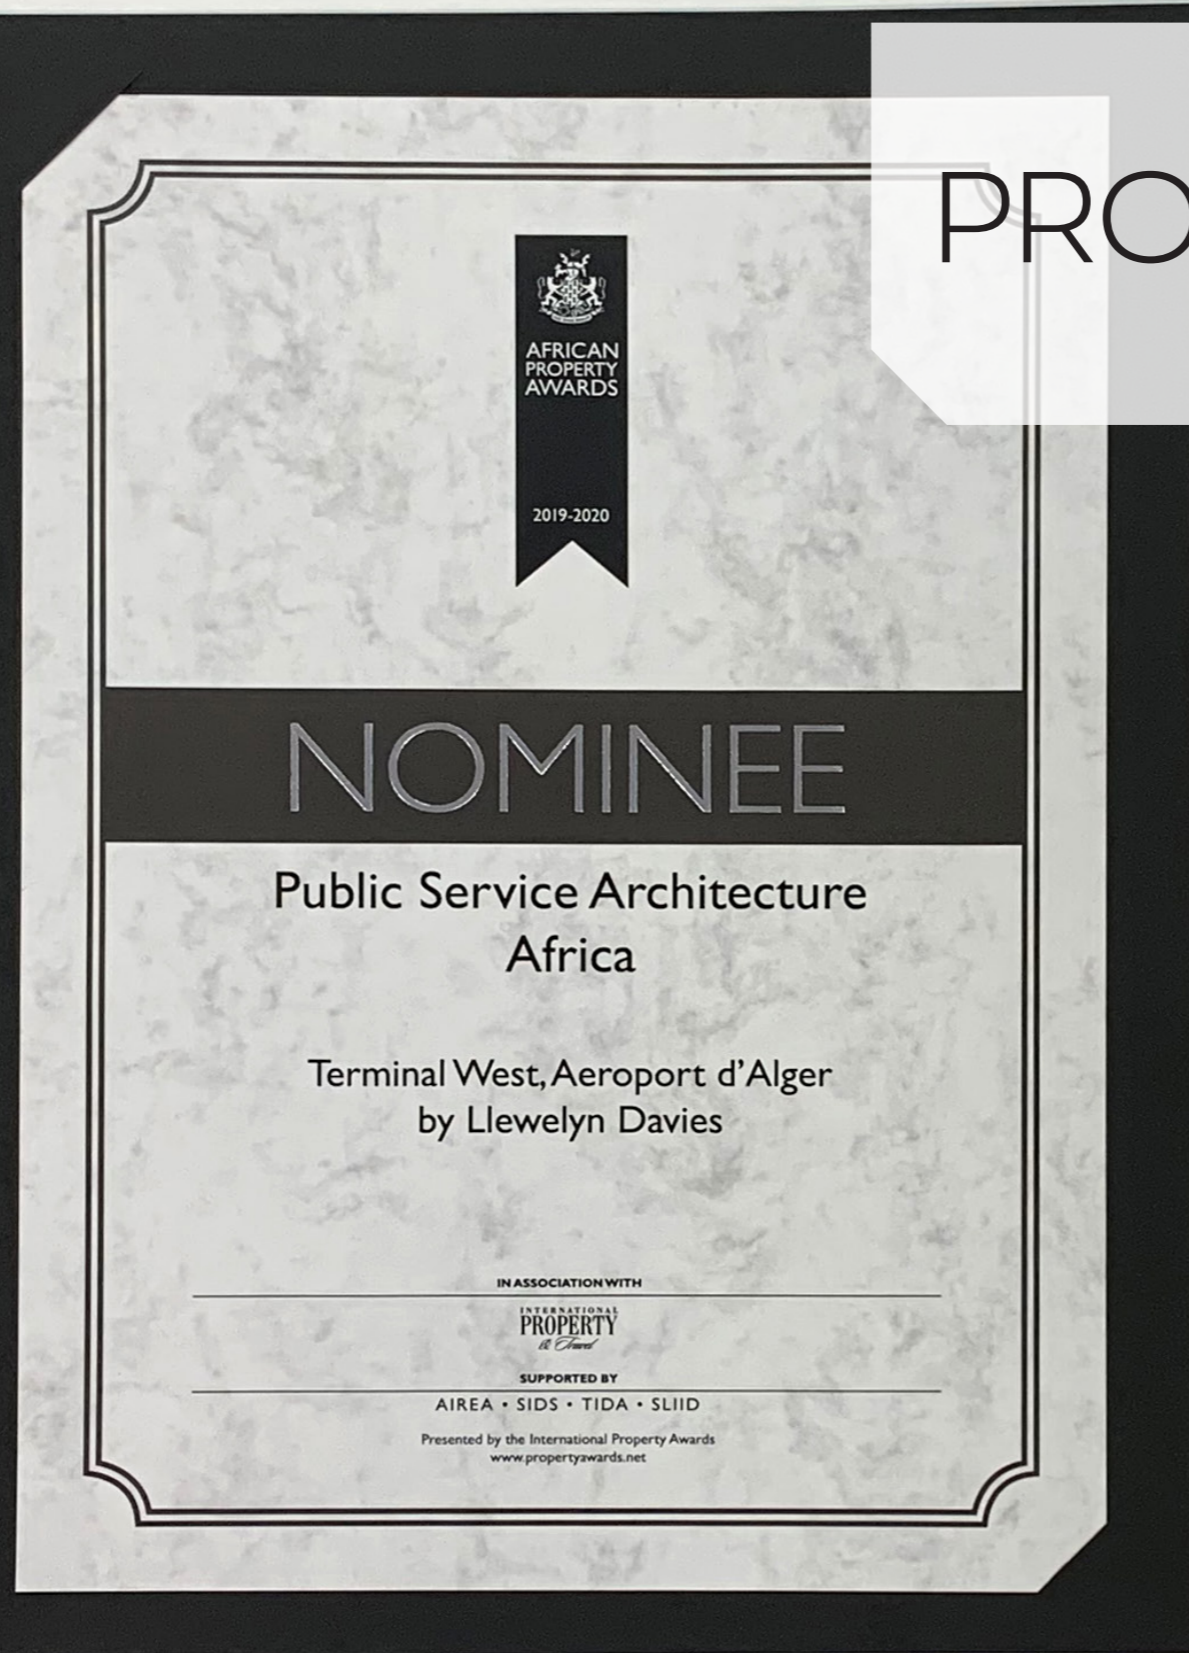 PRO
AFRICAN
PROPERTY
AWARDS
2019-2020
NOMINEE
Public Service Architecture
Africa
Terminal West, Aeroport d'Alger
by Llewelyn Davies
IN ASSOCIATION WITH
INTERNATIONAL
PROPERTY
& Travel
SUPPORTED BY
AIREA • SIDS • TIDA • SLIID
Presented by the International Property Awards
www.propertyawards.net